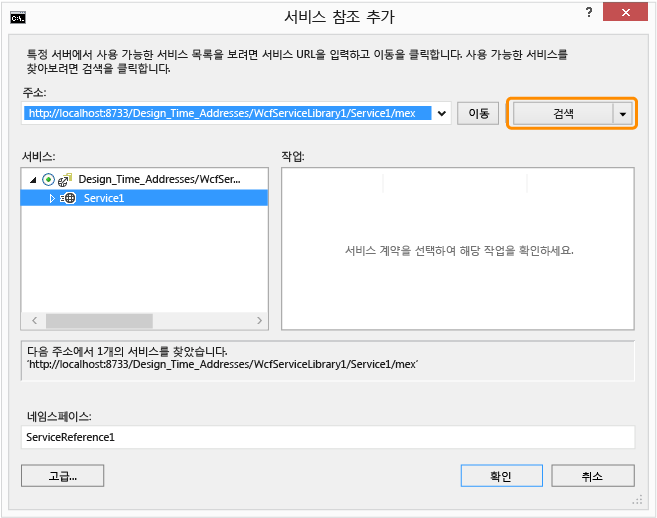 서비스 참조 추가
?
특정 서버에서 사용 가능한 서비스 목록을 보려면 서비스 URL을 입력하고 이동을 클릭합니다. 사용 가능한 서비스를
찾아보려면 검색을 클릭합니다.
주소:
http://localhost:8733/Design_Time_Addresses/WcfServiceLibrary1/Service1/mex
이동
검색
서비스:
작업:
Design_Time_Addresses/WcfSer...
Service1
서비스 계약을 선택하여 해당 작업을 확인하세요.
다음 주소에서 1개의 서비스를 찾았습니다.
'http://localhost:8733/Design_Time_Addresses/WcfServiceLibrary1/Service1/mex'
네임스페이스:
ServiceReference1
고급...
확인
취소